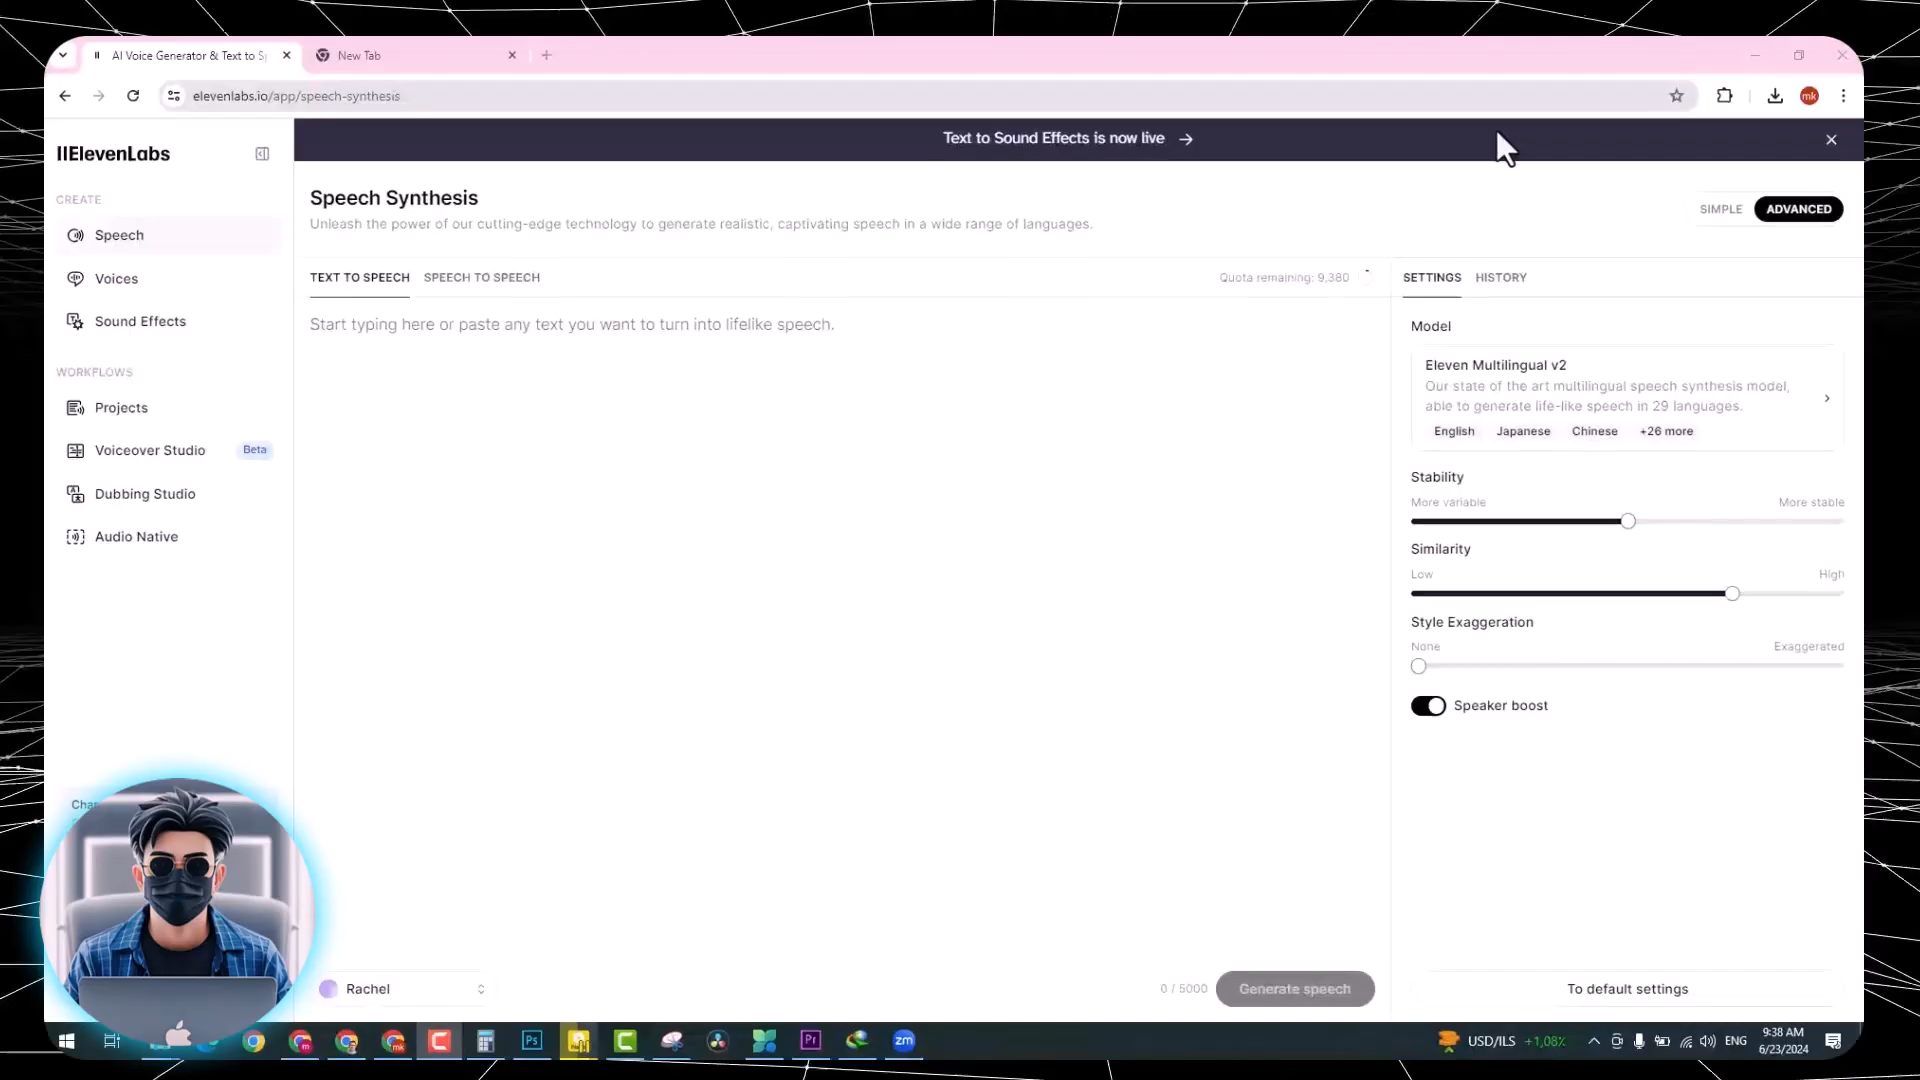 AI Voice Generator & Text to Sp
New Tab
elevenlabs.io/app/speech-synthesis
mk
IIElevenLabs
Text to Sound Effects is now live
CREATE
Speech
Voices
Sound Effects
WORKFLOWS
Projects
Voiceover Studio
Beta
Dubbing Studio
Audio Native
Char
Speech Synthesis
Unleash the power of our cutting-edge technology to generate realistic, captivating speech in a wide range of languages.
SIMPLE
ADVANCED
TEXT TO SPEECH
SPEECH TO SPEECH
Quota remaining: 9,380
Start typing here or paste any text you want to turn into lifelike speech.
SETTINGS
HISTORY
Model
Eleven Multilingual v2
Our state of the art multilingual speech synthesis model,
able to generate life-like speech in 29 languages.
English Japanese Chinese +26 more
Stability
More variable
More stable
Similarity
Low
High
Style Exaggeration
None
Exaggerated
Speaker boost
Rachel
0 / 5000
Generate speech
To default settings
m
mk
Ps
Pr
zm
USD/ILS +1,08%
ENG
9:38 AM
6/23/2024